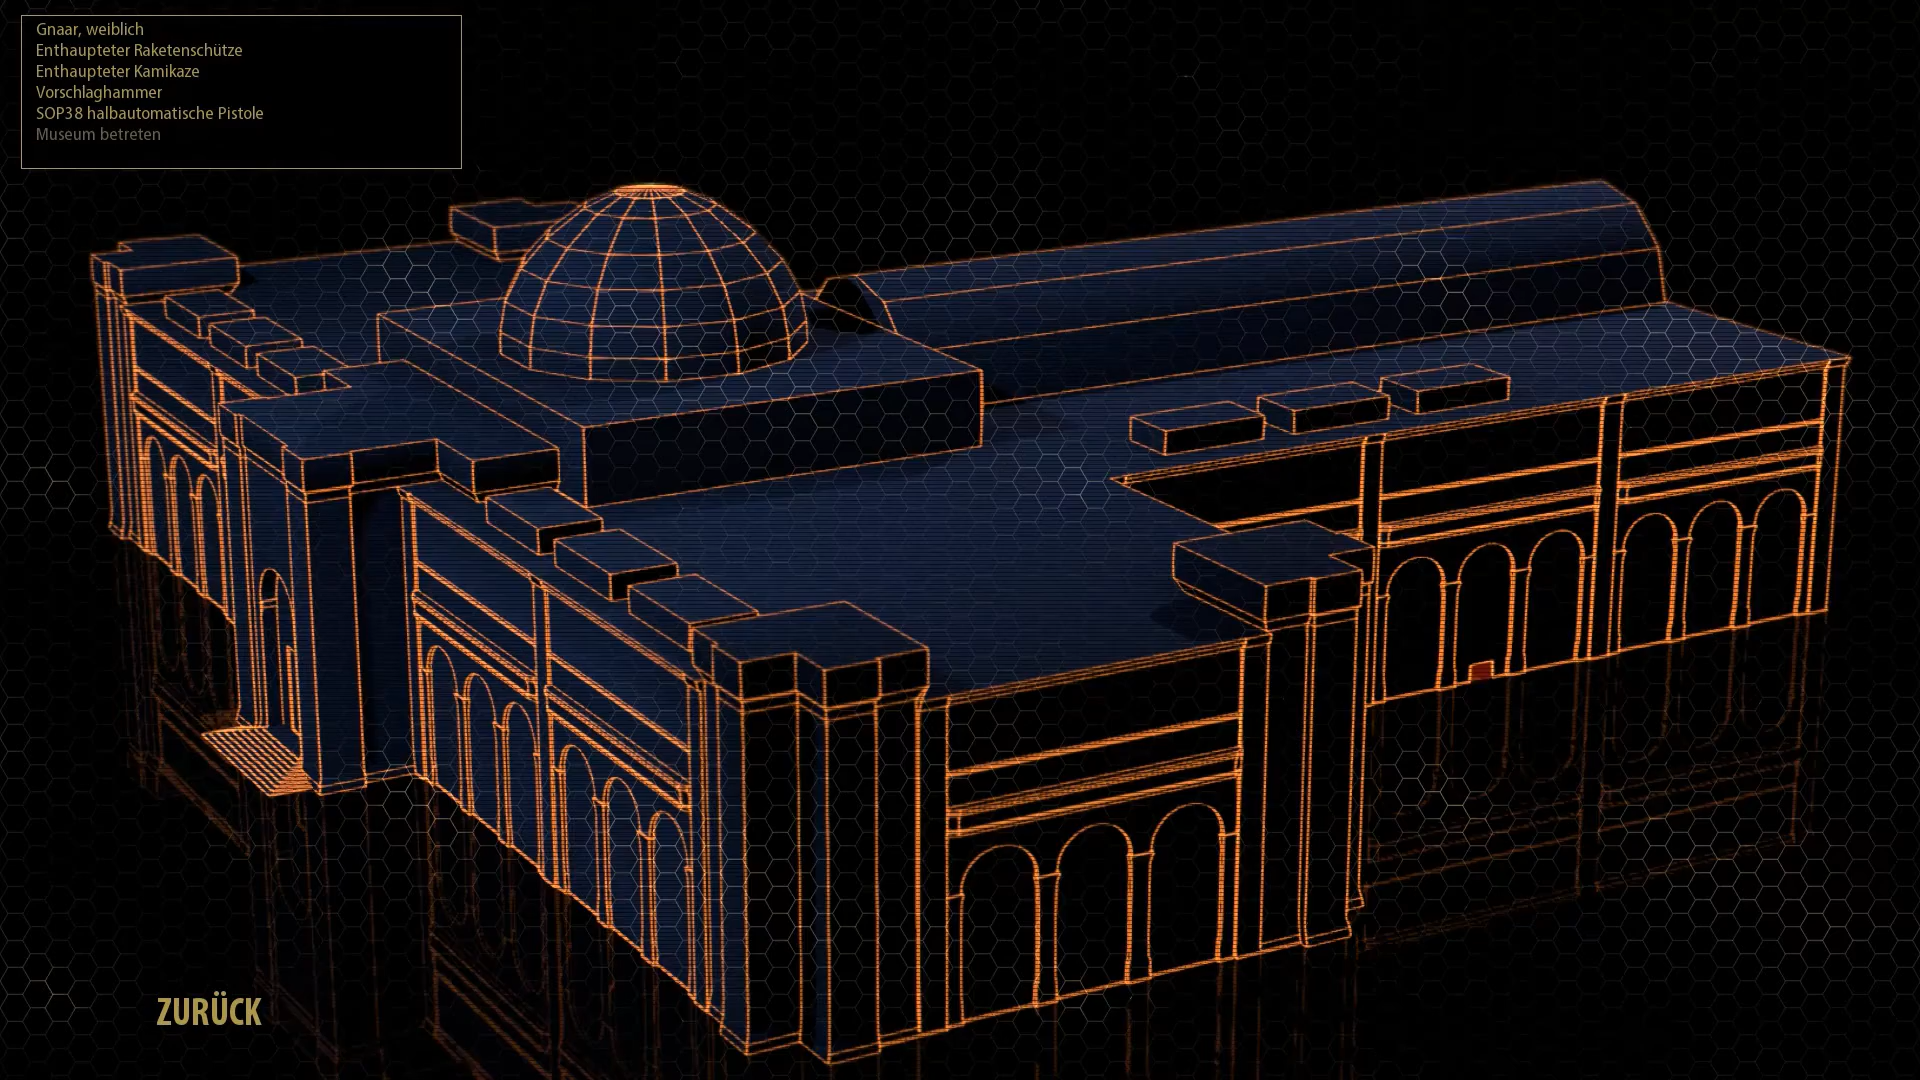 Gnaar, weiblich
Enthaupteter Raketenschütze
Enthaupteter Kamikaze
Vorschlaghammer
SOP38 halbautomatische Pistole
Museum betreten
ZURÜCK